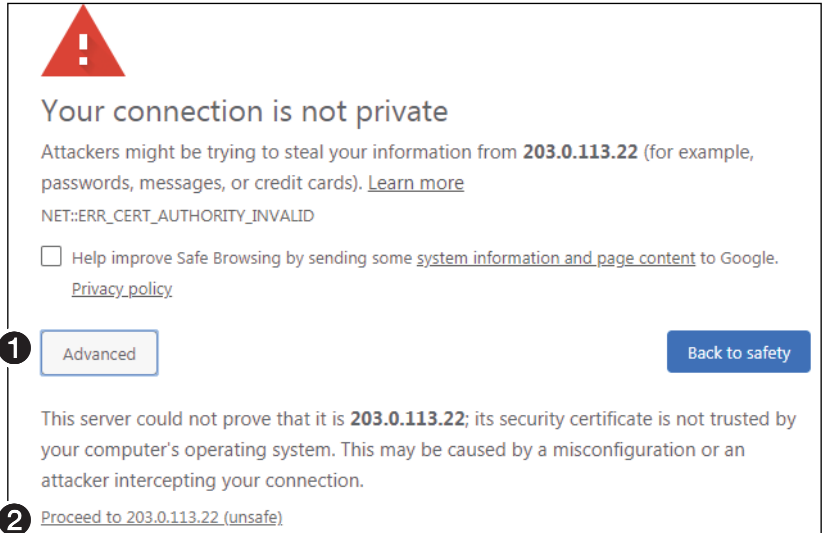 Your connection is not private
Attackers might be trying to steal your information from 203.0.113.22 (for example,
passwords, messages, or credit cards). Learn more
NET::ERR_CERT_AUTHORITY_INVALID
Help improve Safe Browsing by sending some system information and page content to Google.
Privacy policy
1 Advanced
Back to safety
This server could not prove that it is 203.0.113.22; its security certificate is not trusted by
your computer's operating system. This may be caused by a misconfiguration or an
attacker intercepting your connection.
2 Proceed to 203.0.113.22 (unsafe)